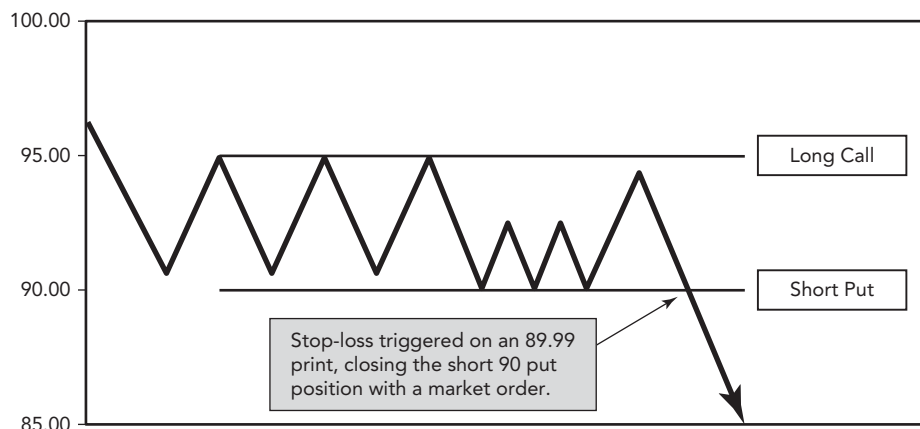 100.00
95.00
Long Call
90.00
Short Put
Stop-loss triggered on an 89.99
print, closing the short 90 put
position with a market order.
85.00